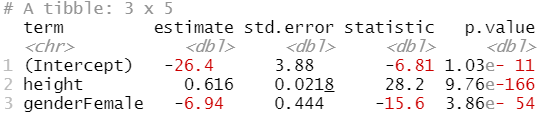 # A tibble: 3 x 5
term estimate std.error statistic p.value
<chr> <dbl> <dbl> <dbl> <dbl>
1 (Intercept) -26.4 3.88 -6.81 1.03e- 11
2 height 0.616 0.0218 28.2 9.76e-166
3 genderFemale -6.94 0.444 -15.6 3.86e- 54